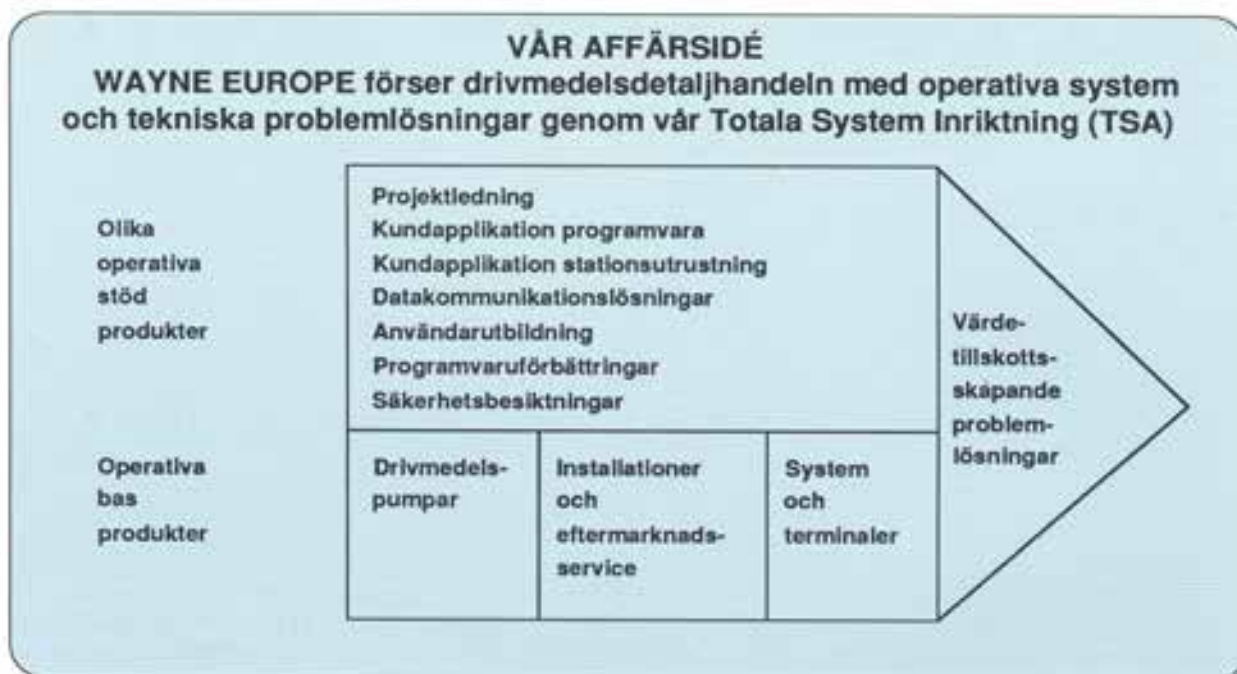 VÅR AFFÄRSIDÉ
WAYNE EUROPE förser drivmedelsdetaljhandeln med operativa system
och tekniska problemlösningar genom vår Totala System Inriktning (TSA)
Olika
operativa
stöd
produkter
Projektledning
Kundapplikation programvara
Kundapplikation stationsutrustning
Datakommunikationslösningar
Användarutbildning
Programvaruförbättringar
Säkerhetsbesiktningar
Operativa
bas
produkter
Drivmedels-
pumpar
Installationer
och
eftermarknads-
service
System
och
terminaler
Värde-
tillskotts-
skapande
problem-
lösningar